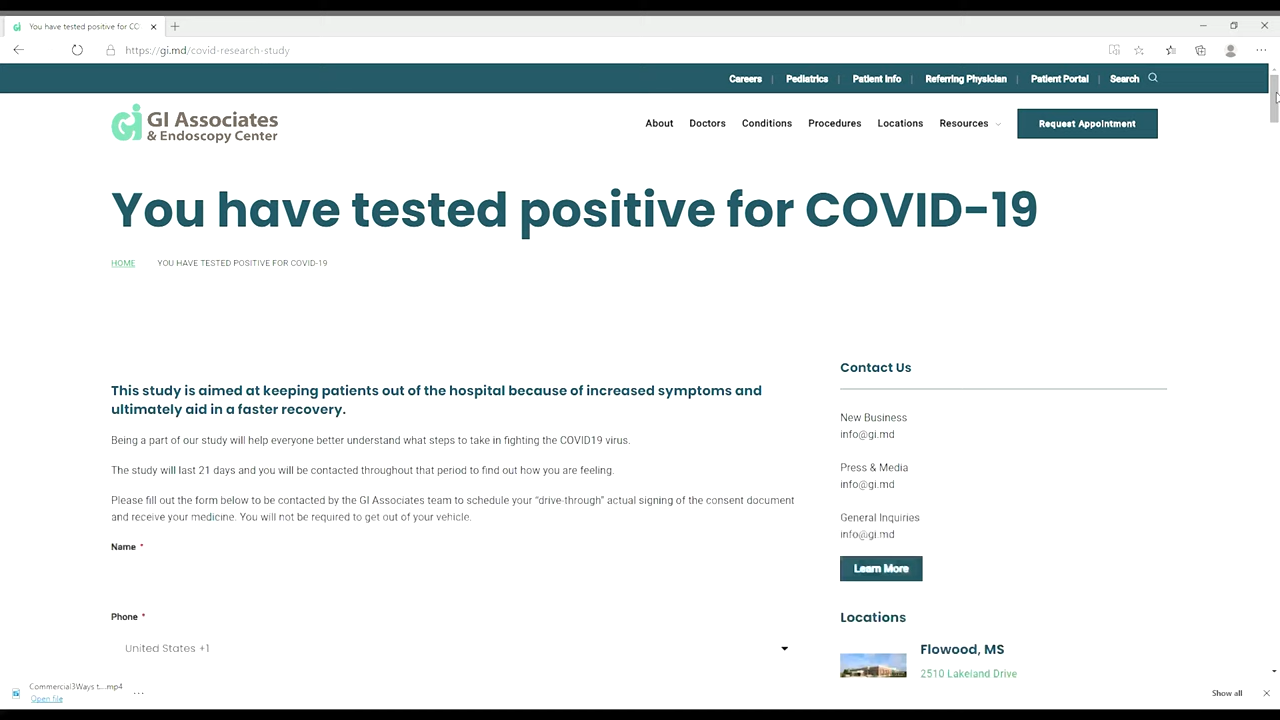 You have tested positive for CO
https://gi.md/covid-research-study
Careers | Pediatrics | Patient Info | Referring Physician | Patient Portal | Search
GI Associates
& Endoscopy Center
About Doctors Conditions Procedures Locations Resources Request Appointment
You have tested positive for COVID-19
HOME YOU HAVE TESTED POSITIVE FOR COVID-19
This study is aimed at keeping patients out of the hospital because of increased symptoms and
ultimately aid in a faster recovery.
Being a part of our study will help everyone better understand what steps to take in fighting the COVID19 virus.
The study will last 21 days and you will be contacted throughout that period to find out how you are feeling.
Please fill out the form below to be contacted by the GI Associates team to schedule your “drive-through” actual signing of the consent document
and receive your medicine. You will not be required to get out of your vehicle.
Name *
Phone *
United States +1
Contact Us
New Business
info@gi.md
Press & Media
info@gi.md
General Inquiries
info@gi.md
Learn More
Locations
Flowood, MS
2510 Lakeland Drive
Commercial3Ways t....mp4
Open file
Show all